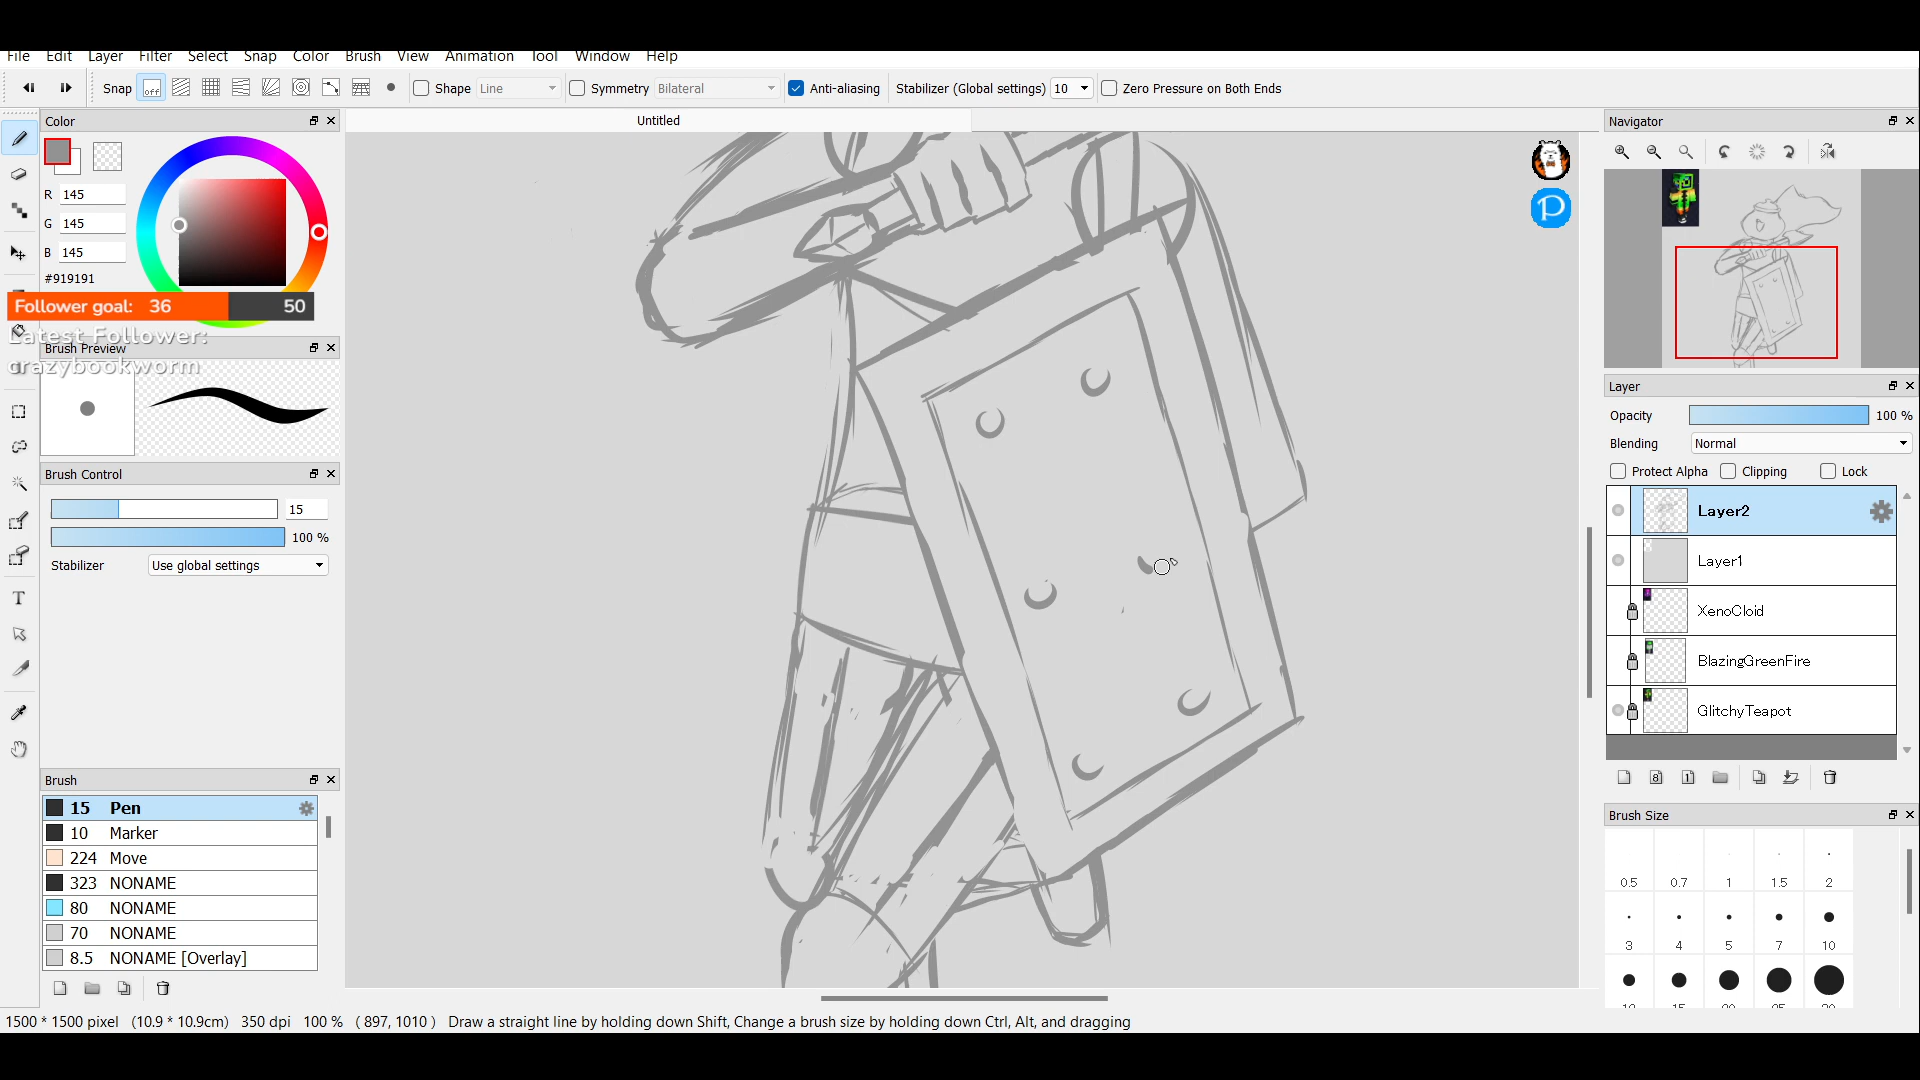 File Edit Layer Filter Select Snap Color Brush View Animation Tool Window Help
Snap off Shape Line Symmetry Bilateral Anti-aliasing Stabilizer (Global settings) 10 Zero Pressure on Both Ends
Color
Untitled
Navigator
R 145
G 145
B 145
#919191
Follower goal: 36 50
Latest Follower:
crazybookworm
Brush Preview
Brush Control
15
100 %
Stabilizer Use global settings
Brush
15 Pen
10 Marker
224 Move
323 NONAME
80 NONAME
70 NONAME
8.5 NONAME [Overlay]
Layer
Opacity 100 %
Blending Normal
Protect Alpha Clipping Lock
Layer2
Layer1
XenoCloid
BlazingGreenFire
GlitchyTeapot
Brush Size
0.5 0.7 1 1.5 2
3 4 5 7 10
1500 * 1500 pixel (10.9 * 10.9cm) 350 dpi 100 % ( 897, 1010 ) Draw a straight line by holding down Shift, Change a brush size by holding down Ctrl, Alt, and dragging